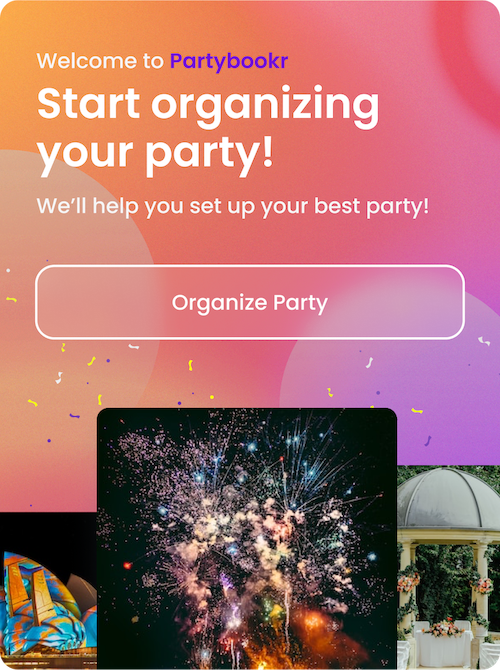 Welcome to Partybookr
Start organizing
your party!
We’ll help you set up your best party!
Organize Party